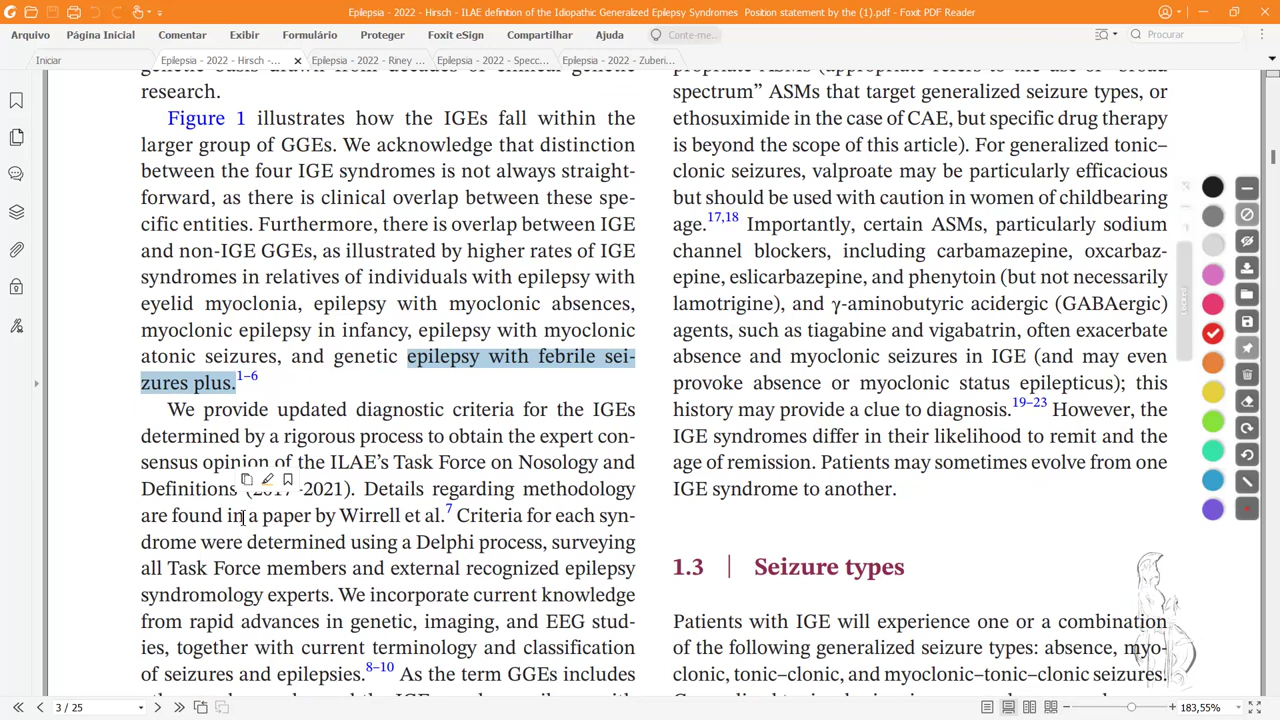 Epilepsia - 2022 - Hirsch - ILAE definition of the Idiopathic Generalized Epilepsy Syndromes Position statement by the (1).pdf - Foxit PDF Reader
Arquivo Página Inicial Comentar Exibir Formulário Proteger Foxit eSign Compartilhar Ajuda Conte-me... Procurar
Iniciar Epilepsia - 2022 - Hirsch -... Epilepsia - 2022 - Riney ... Epilepsia - 2022 - Specc... Epilepsia - 2022 - Zuberi...
genetic basis drawn from decades of clinical genetic
research.
Figure 1 illustrates how the IGEs fall within the
larger group of GGEs. We acknowledge that distinction
between the four IGE syndromes is not always straight-
forward, as there is clinical overlap between these spe-
cific entities. Furthermore, there is overlap between IGE
and non-IGE GGEs, as illustrated by higher rates of IGE
syndromes in relatives of individuals with epilepsy with
eyelid myoclonia, epilepsy with myoclonic absences,
myoclonic epilepsy in infancy, epilepsy with myoclonic
atonic seizures, and genetic epilepsy with febrile sei-
zures plus.1–6
We provide updated diagnostic criteria for the IGEs
determined by a rigorous process to obtain the expert con-
sensus opinion of the ILAE's Task Force on Nosology and
Definitions (2017–2021). Details regarding methodology
are found in a paper by Wirrell et al.7 Criteria for each syn-
drome were determined using a Delphi process, surveying
all Task Force members and external recognized epilepsy
syndromology experts. We incorporate current knowledge
from rapid advances in genetic, imaging, and EEG stud-
ies, together with current terminology and classification
of seizures and epilepsies.8–10 As the term GGEs includes
propriate ASMs (appropriate refers to the use of "broad
spectrum" ASMs that target generalized seizure types, or
ethosuximide in the case of CAE, but specific drug therapy
is beyond the scope of this article). For generalized tonic–
clonic seizures, valproate may be particularly efficacious
but should be used with caution in women of childbearing
age.17,18 Importantly, certain ASMs, particularly sodium
channel blockers, including carbamazepine, oxcarbaz-
epine, eslicarbazepine, and phenytoin (but not necessarily
lamotrigine), and γ-aminobutyric acidergic (GABAergic)
agents, such as tiagabine and vigabatrin, often exacerbate
absence and myoclonic seizures in IGE (and may even
provoke absence or myoclonic status epilepticus); this
history may provide a clue to diagnosis.19–23 However, the
IGE syndromes differ in their likelihood to remit and the
age of remission. Patients may sometimes evolve from one
IGE syndrome to another.
1.3 | Seizure types
Patients with IGE will experience one or a combination
of the following generalized seizure types: absence, myo-
clonic, tonic–clonic, and myoclonic–tonic–clonic seizures.
3 / 25
183,55%